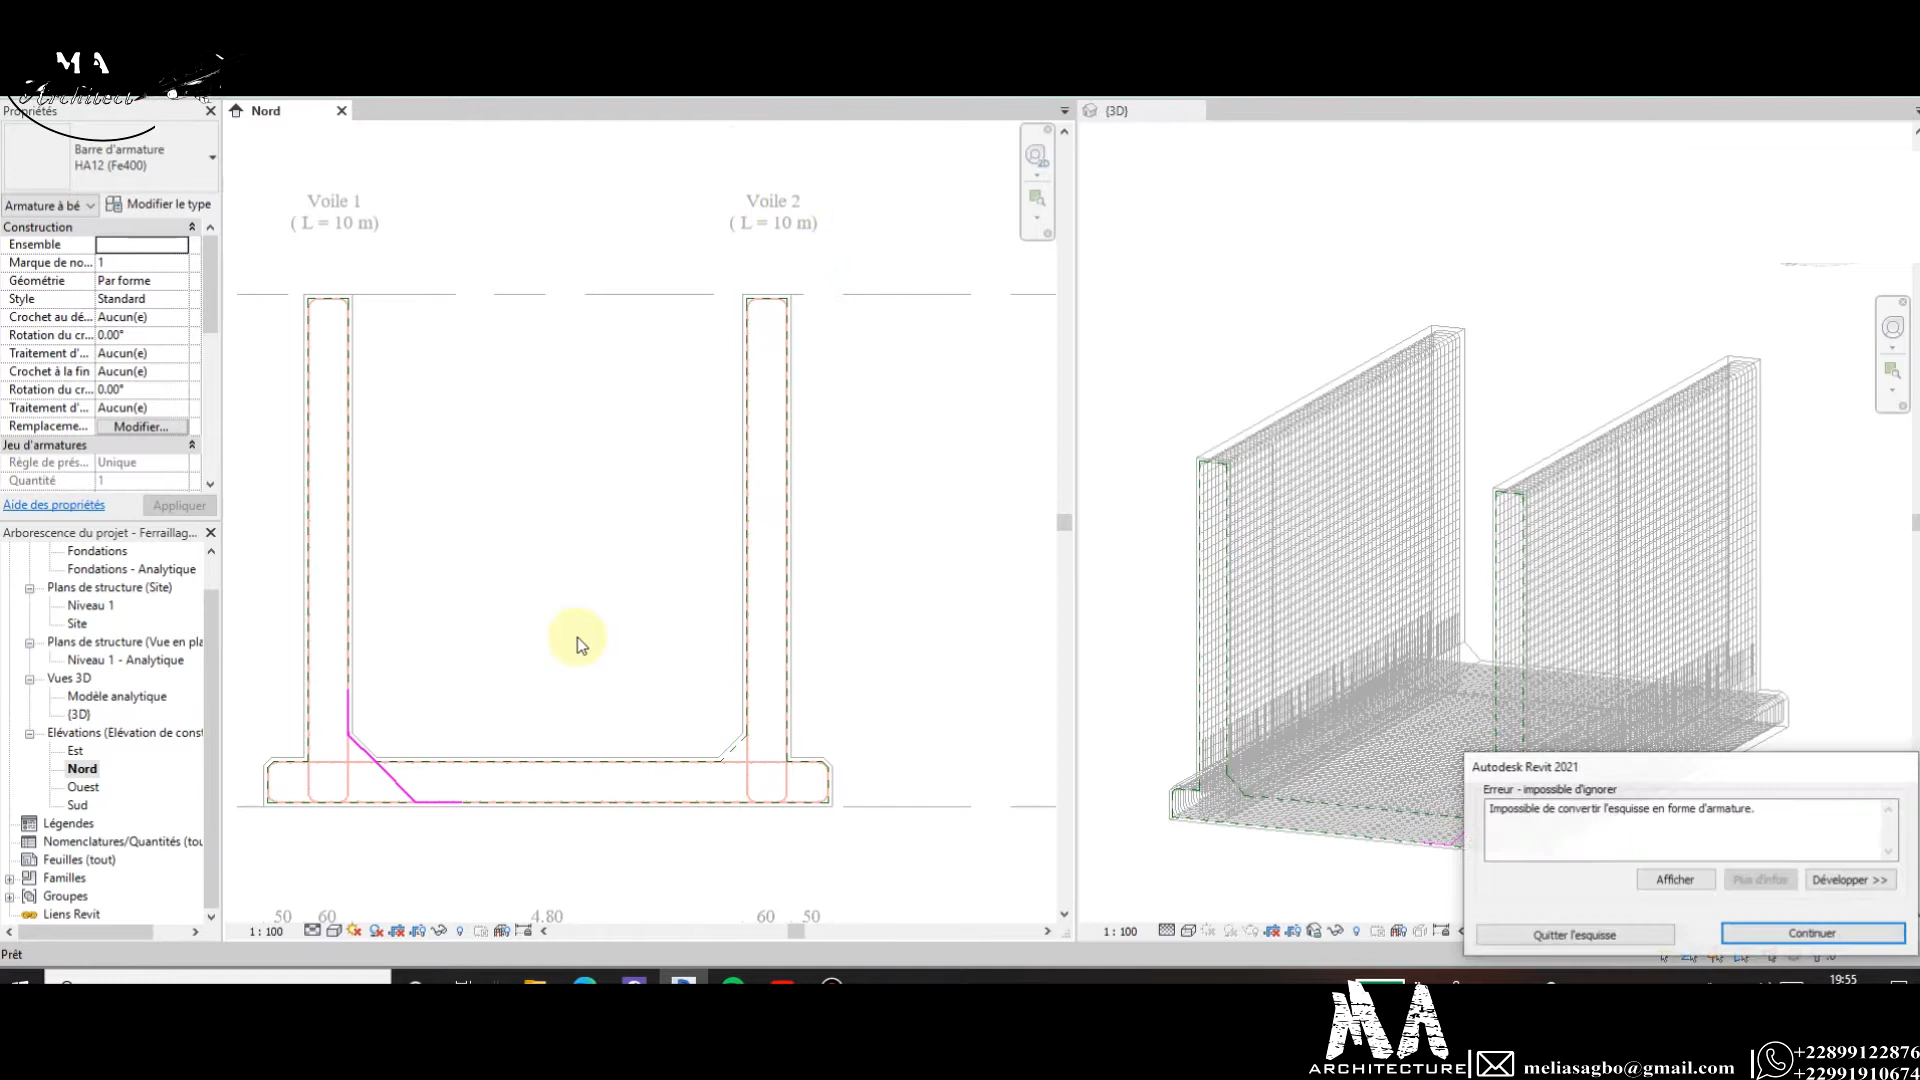 MA
Architect
Propriétés
Barre d'armature
HA12 (Fe400)
Armature à bé
Modifier le type
Construction
Ensemble
Marque de no... 1
Géométrie Par forme
Style Standard
Crochet au dé... Aucun(e)
Rotation du cr... 0.00°
Traitement d'... Aucun(e)
Crochet à la fin Aucun(e)
Rotation du cr... 0.00°
Traitement d'... Aucun(e)
Remplaceme... Modifier...
Jeu d'armatures
Règle de prés... Unique
Quantité 1
Aide des propriétés Appliquer
Arborescence du projet - Ferraillag...
Fondations
Fondations - Analytique
Plans de structure (Site)
Niveau 1
Site
Plans de structure (Vue en pla
Niveau 1 - Analytique
Vues 3D
Modèle analytique
{3D}
Elévations (Elévation de const
Est
Nord
Ouest
Sud
Légendes
Nomenclatures/Quantités (tou
Feuilles (tout)
Familles
Groupes
Liens Revit
Prêt
Nord
Voile 1
( L = 10 m)
Voile 2
( L = 10 m)
2D
50 60 4.80 60 50
1 : 100
{3D}
1 : 100
Autodesk Revit 2021
Erreur - impossible d'ignorer
Impossible de convertir l'esquisse en forme d'armature.
Afficher
Plus d'infos
Développer >>
Quitter l'esquisse
Continuer
:0
19:55
MA
ARCHITECTURE
meliasagbo@gmail.com
+22899122876
+22991910674